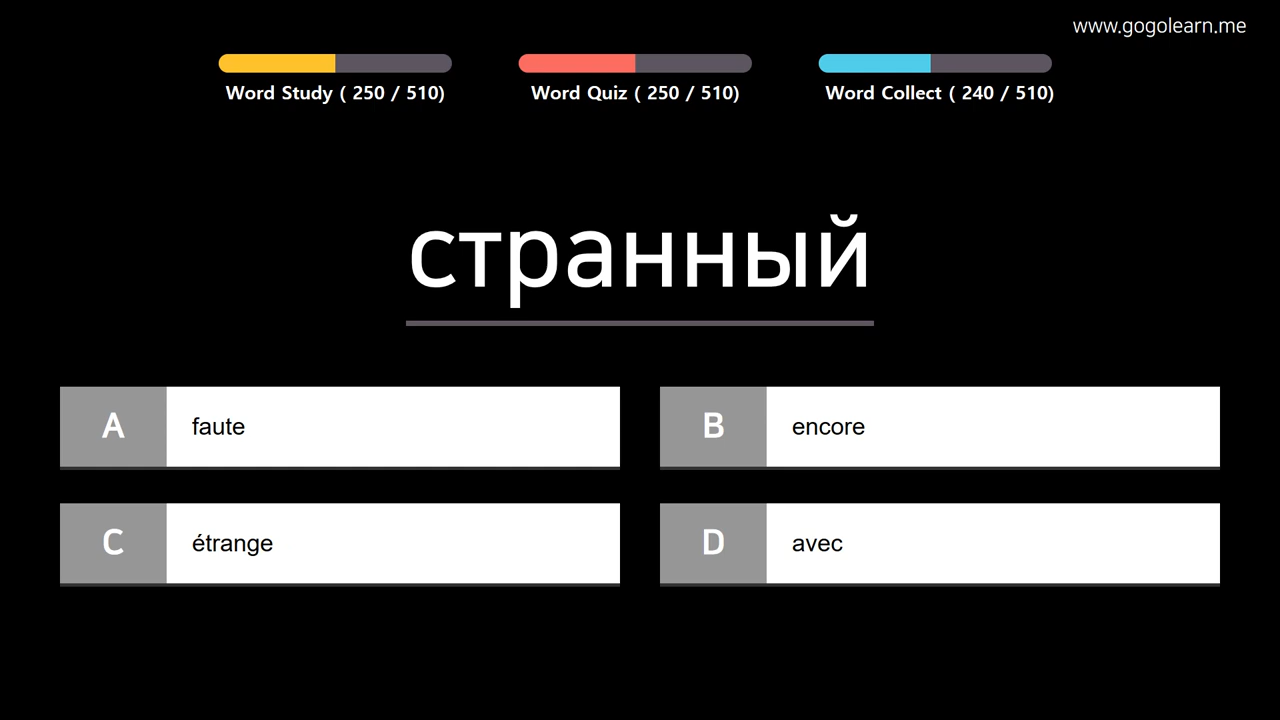 www.gogolearn.me
Word Study ( 250 / 510)
Word Quiz ( 250 / 510)
Word Collect ( 240 / 510)
странный
A faute
B encore
C étrange
D avec